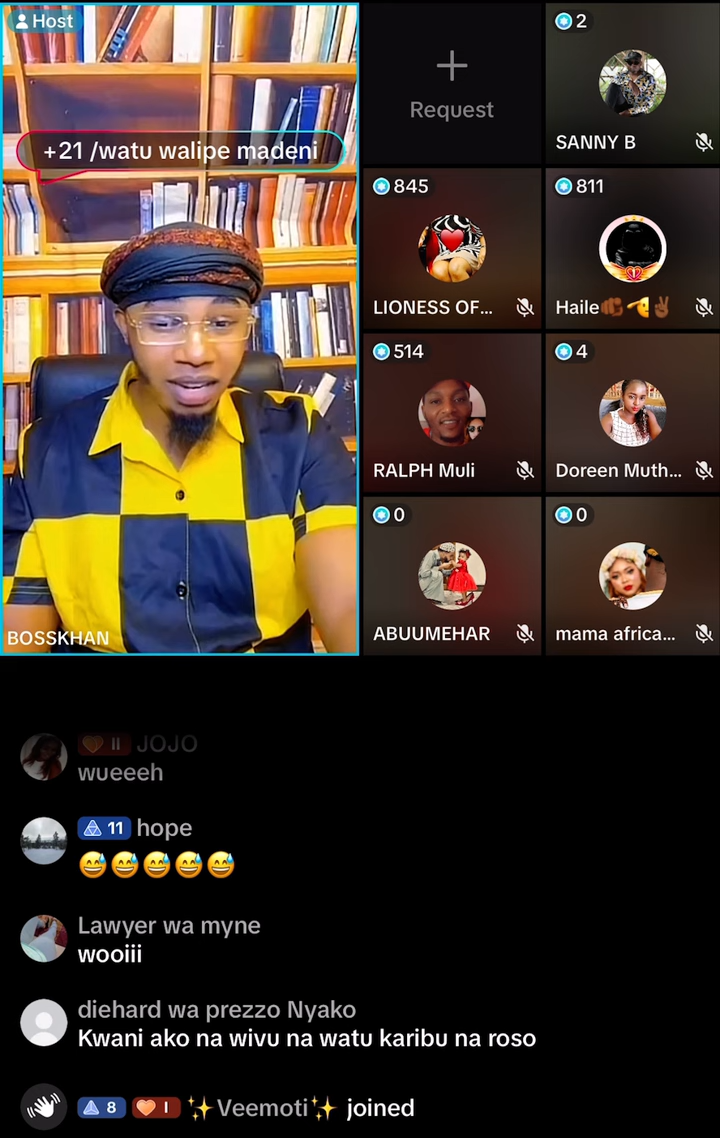 Host
+21 /watu walipe madeni
BOSSKHAN
Request
2
SANNY B
845
LIONESS OF...
811
Haile🫵🏾🫡✌🏾
514
RALPH Muli
4
Doreen Muth...
0
ABUUMEHAR
0
mama africa...
II JOJO
wueeeh
11 hope
😅😅😅😅😅
Lawyer wa myne
wooiii
diehard wa prezzo Nyako
Kwani ako na wivu na watu karibu na roso
8 I ✨Veemoti✨ joined